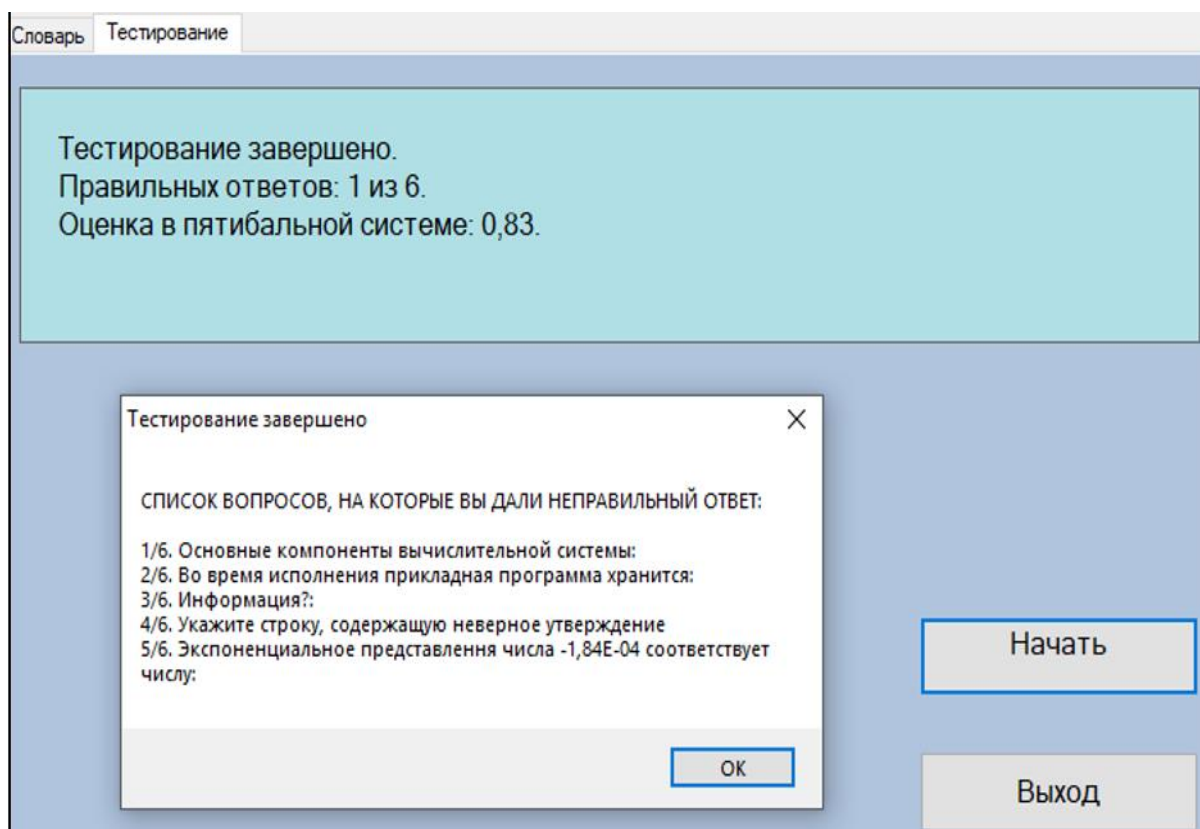 Словарь
Тестирование
Тестирование завершено.
Правильных ответов: 1 из 6.
Оценка в пятибальной системе: 0,83.
Тестирование завершено
СПИСОК ВОПРОСОВ, НА КОТОРЫЕ ВЫ ДАЛИ НЕПРАВИЛЬНЫЙ ОТВЕТ:
1/6. Основные компоненты вычислительной системы:
2/6. Во время исполнения прикладная программа хранится:
3/6. Информация?:
4/6. Укажите строку, содержащую неверное утверждение
5/6. Экспоненциальное представлення числа -1,84E-04 соответствует
числу:
ОК
Начать
Выход